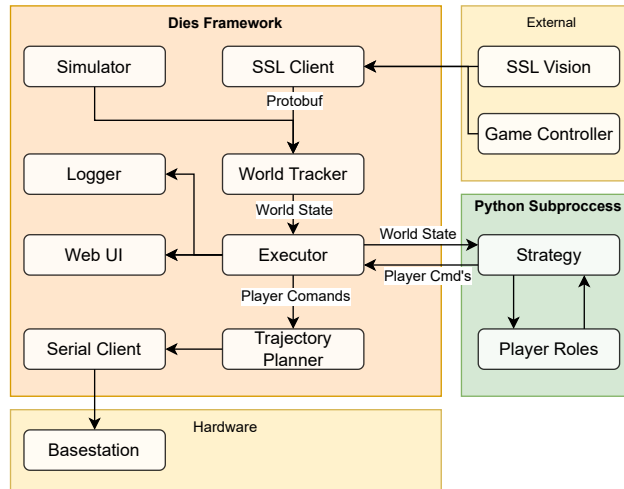 Dies Framework
External
Simulator
SSL Client
SSL Vision
Protobuf
Game Controller
Logger
World Tracker
World State
Python Subproccess
Web UI
Executor
World State
Player Cmd's
Strategy
Player Comands
Serial Client
Trajectory
Planner
Player Roles
Hardware
Basestation